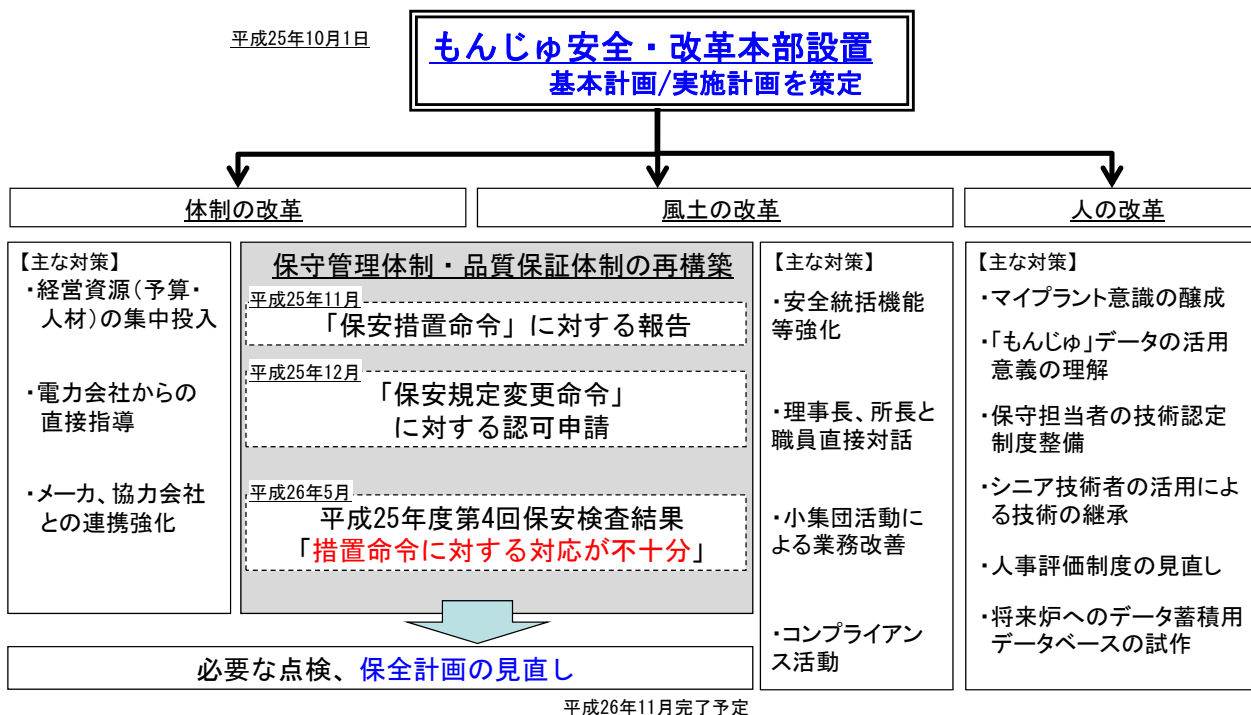 平成25年10月1日
もんじゅ安全・改革本部設置
基本計画/実施計画を策定
体制の改革
風土の改革
人の改革
【主な対策】
・経営資源(予算・
人材)の集中投入
・電力会社からの
直接指導
・メーカ、協力会社
との連携強化
保守管理体制・品質保証体制の再構築
平成25年11月
「保安措置命令」に対する報告
平成25年12月
「保安規定変更命令」
に対する認可申請
平成26年5月
平成25年度第4回保安検査結果
「措置命令に対する対応が不十分」
必要な点検、保全計画の見直し
平成26年11月完了予定
【主な対策】
・安全統括機能
等強化
・理事長、所長と
職員直接対話
・小集団活動に
よる業務改善
・コンプライアン
ス活動
【主な対策】
・マイプラント意識の醸成
・「もんじゅ」データの活用
意義の理解
・保守担当者の技術認定
制度整備
・シニア技術者の活用によ
る技術の継承
・人事評価制度の見直し
・将来炉へのデータ蓄積用
データベースの試作